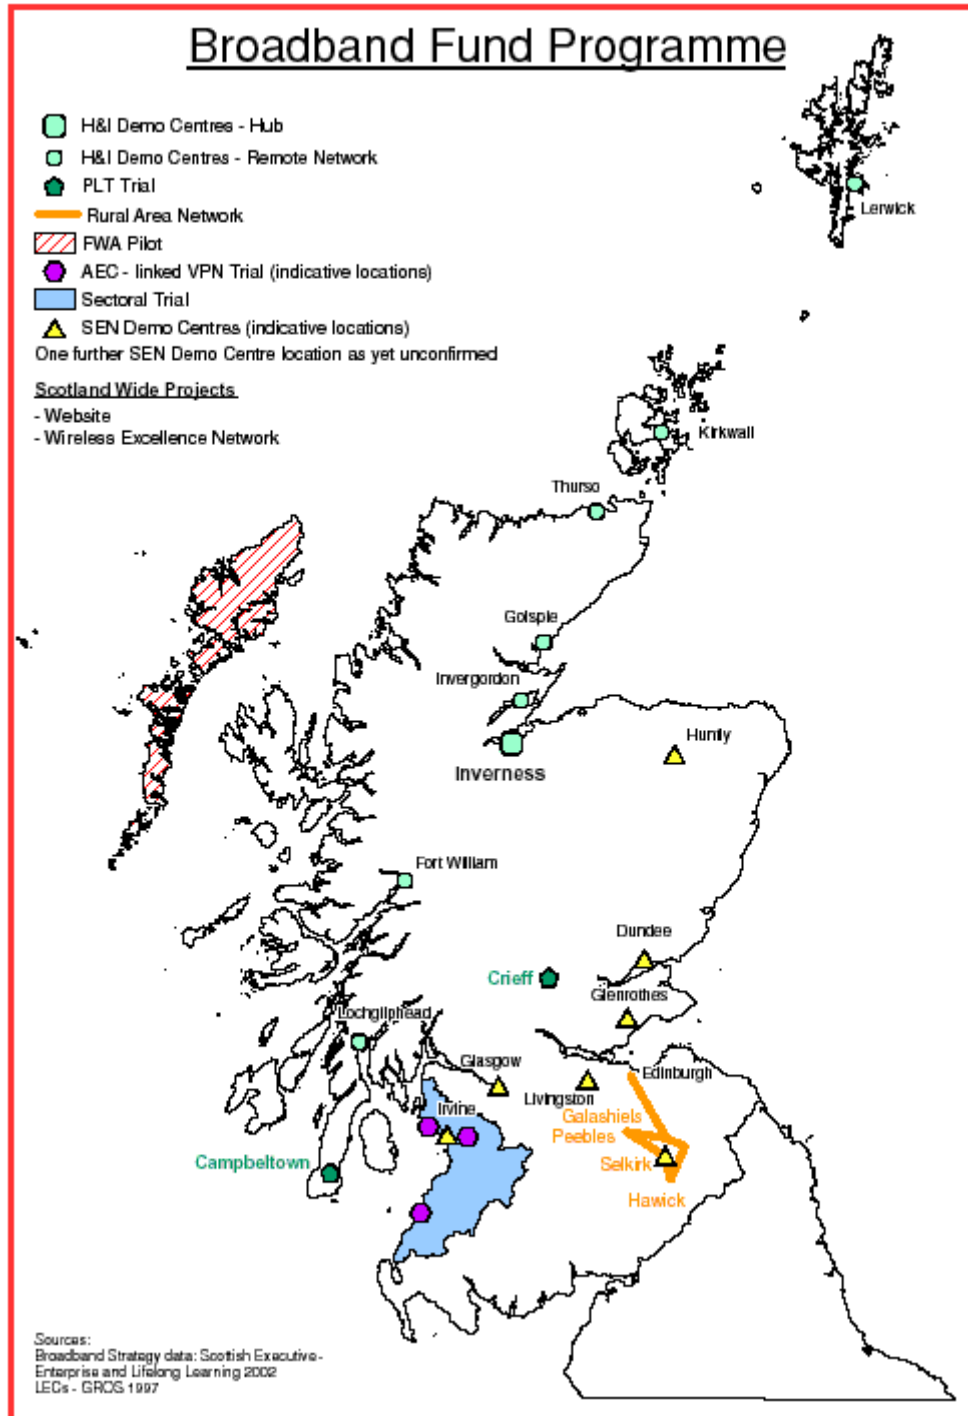 Broadband Fund Programme
H&I Demo Centres - Hub
H&I Demo Centres - Remote Network
PLT Trial
Rural Area Network
FWA Pilot
AEC - linked VPN Trial (indicative locations)
Sectoral Trial
SEN Demo Centres (indicative locations)
One further SEN Demo Centre location as yet unconfirmed
Scotland Wide Projects
- Website
- Wireless Excellence Network
Lerwick
Kirkwall
Thurso
Golspie
Invergordon
Huntly
Inverness
Fort William
Dundee
Crieff
Glenrothes
Lochgilphead
Glasgow
Edinburgh
Livingston
Irvine
Galashiels
Peebles
Campbeltown
Selkirk
Hawick
Sources:
Broadband Strategy data: Scottish Executive -
Enterprise and Lifelong Learning 2002
LECs - GROS 1997